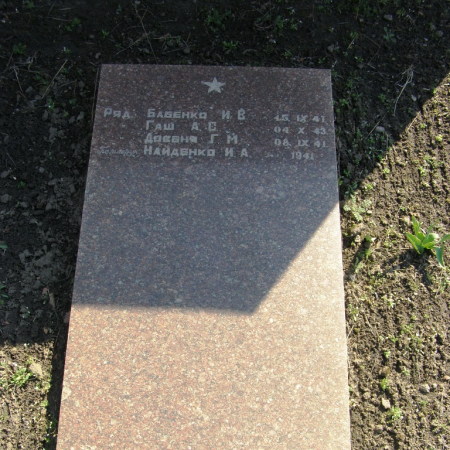 Ряд. Бабенко И В 15.IX 41
" Гаш А.С. 04 X 43
" Довбня Г М 08 IX 41
Найденко И.А. 1941